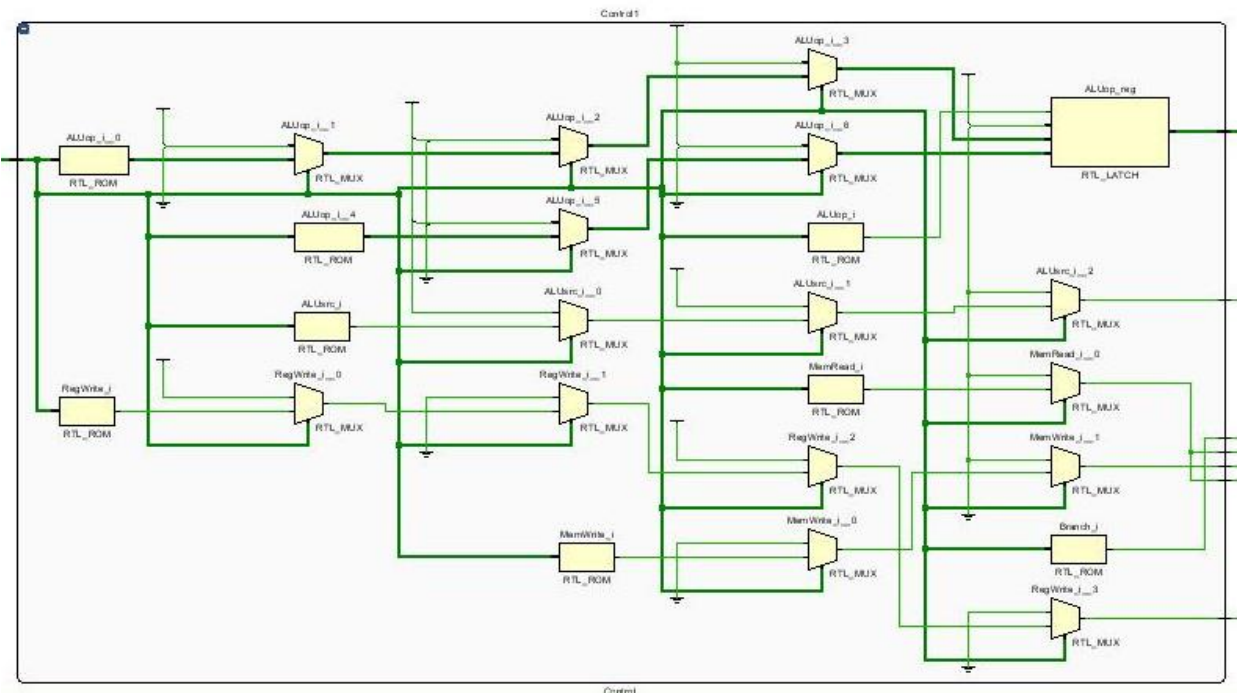 Control1
ALUop_i__3
RTL_MUX
ALUop_reg
RTL_LATCH
ALUop_i__0
RTL_ROM
ALUop_i__1
RTL_MUX
ALUop_i__2
RTL_MUX
ALUop_i__6
RTL_MUX
ALUop_i__4
RTL_ROM
ALUop_i__5
RTL_MUX
ALUop_i
RTL_ROM
ALUsrc_i
RTL_ROM
ALUsrc_i__0
RTL_MUX
ALUsrc_i__1
RTL_MUX
ALUsrc_i__2
RTL_MUX
RegWrite_i
RTL_ROM
RegWrite_i__0
RTL_MUX
RegWrite_i__1
RTL_MUX
MemRead_i
RTL_ROM
MemRead_i__0
RTL_MUX
RegWrite_i__2
RTL_MUX
MemWrite_i__1
RTL_MUX
MemWrite_i
RTL_ROM
MemWrite_i__0
RTL_MUX
Branch_i
RTL_ROM
RegWrite_i__3
RTL_MUX
Control